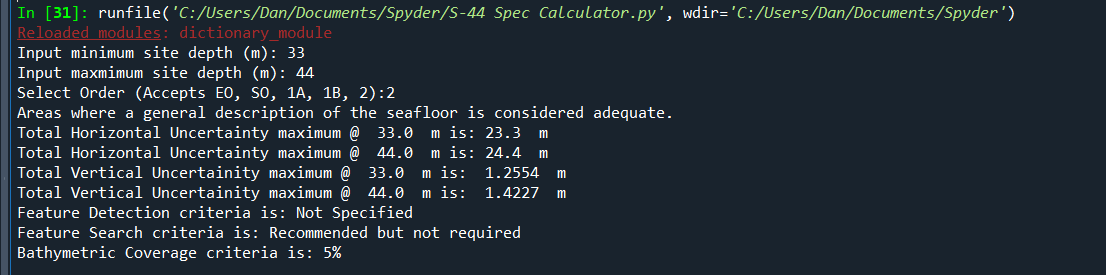 In [31]: runfile('C:/Users/Dan/Documents/Spyder/S-44 Spec Calculator.py', wdir='C:/Users/Dan/Documents/Spyder')
Reloaded modules: dictionary_module
Input minimum site depth (m): 33
Input maxmimum site depth (m): 44
Select Order (Accepts EO, SO, 1A, 1B, 2):2
Areas where a general description of the seafloor is considered adequate.
Total Horizontal Uncertainty maximum @  33.0  m is: 23.3  m
Total Horizontal Uncertainty maximum @  44.0  m is: 24.4  m
Total Vertical Uncertainity maximum @  33.0  m is:  1.2554  m
Total Vertical Uncertainity maximum @  44.0  m is:  1.4227  m
Feature Detection criteria is: Not Specified
Feature Search criteria is: Recommended but not required
Bathymetric Coverage criteria is: 5%